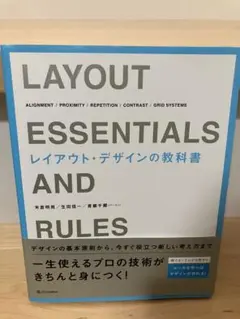 LAYOUT
ALIGNMENT / PROXIMITY / REPETITION / CONTRAST / GRID SYSTEMS
ESSENTIALS
レイアウト・デザインの教科書
AND
RULES
デザインの基本原則から、今すぐ役立つ新しい考え方まで
一生使えるプロの技術が
きちんと身につく!